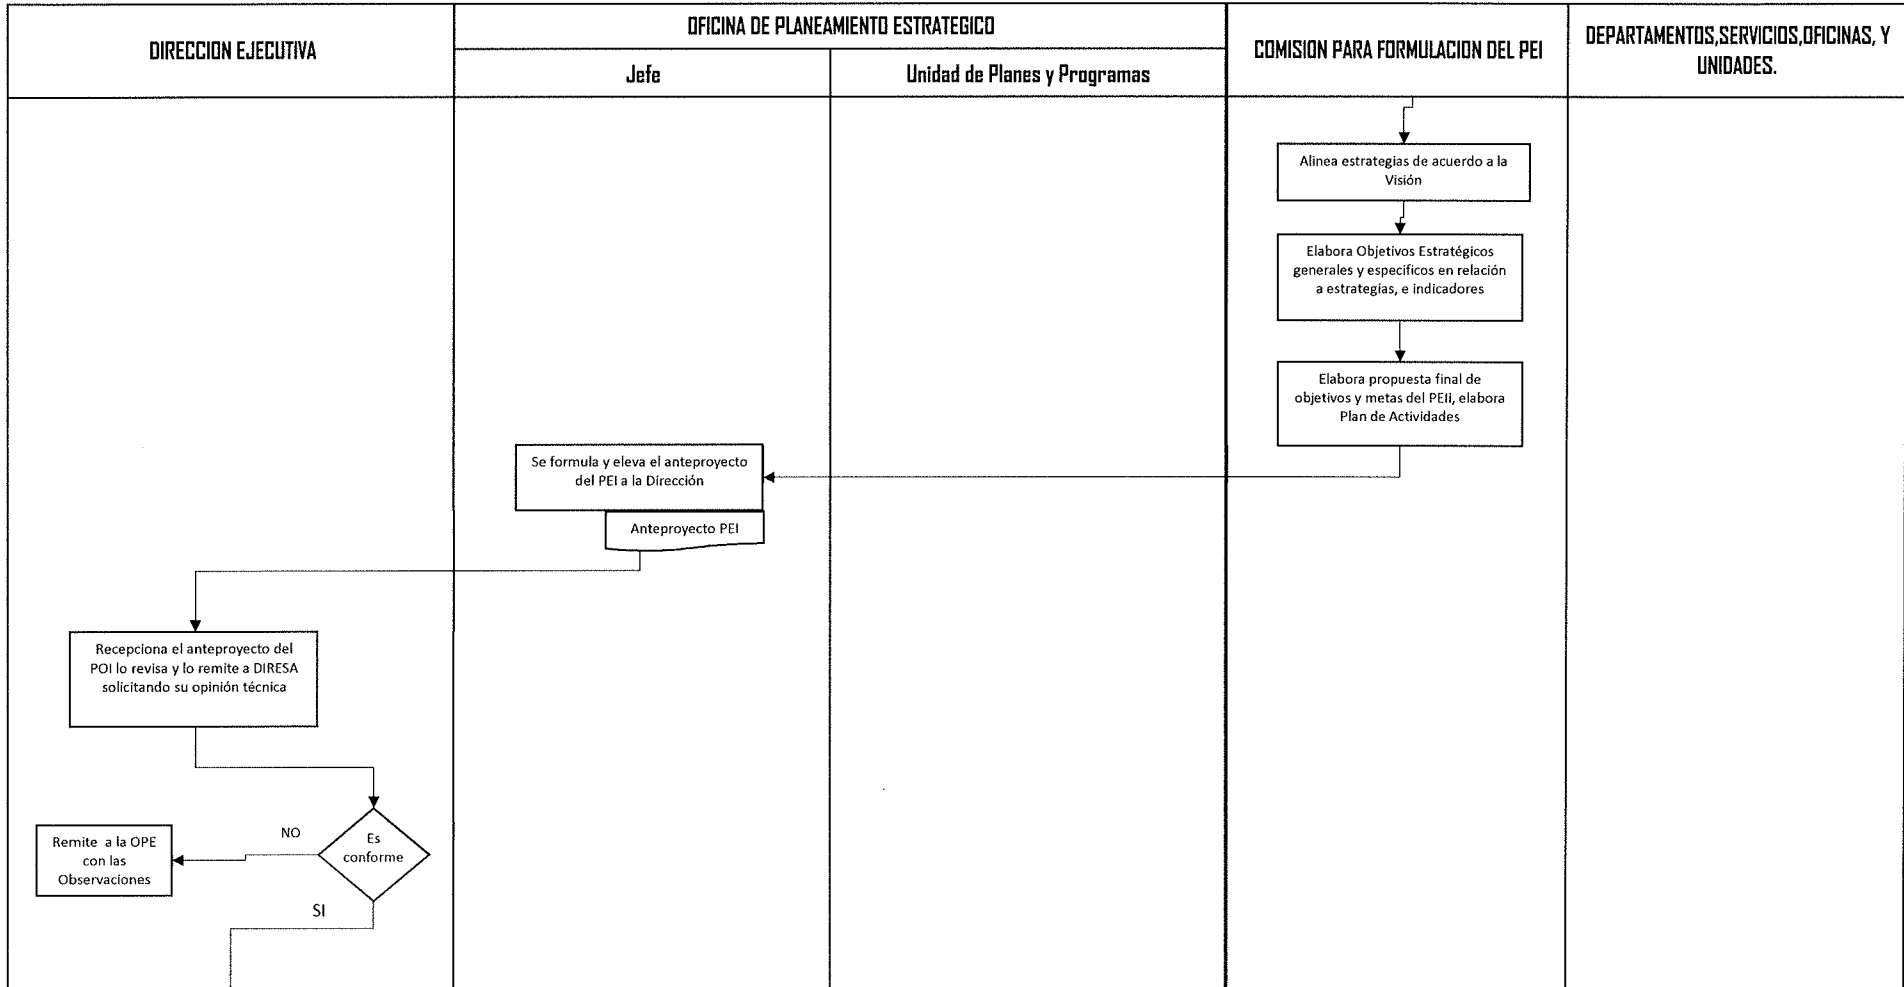 DIRECCION EJECUTIVA
OFICINA DE PLANEAMIENTO ESTRATEGICO
Jefe
Unidad de Planes y Programas
COMISION PARA FORMULACION DEL PEI
DEPARTAMENTOS,SERVICIOS,OFICINAS, Y
UNIDADES.
Alinea estrategias de acuerdo a la
Visión
Elabora Objetivos Estratégicos
generales y específicos en relación
a estrategias, e indicadores
Elabora propuesta final de
objetivos y metas del PEIi, elabora
Plan de Actividades
Se formula y eleva el anteproyecto
del PEI a la Dirección
Anteproyecto PEI
Recepciona el anteproyecto del
POI lo revisa y lo remite a DIRESA
solicitando su opinión técnica
Es
conforme
NO
Remite a la OPE
con las
Observaciones
SI